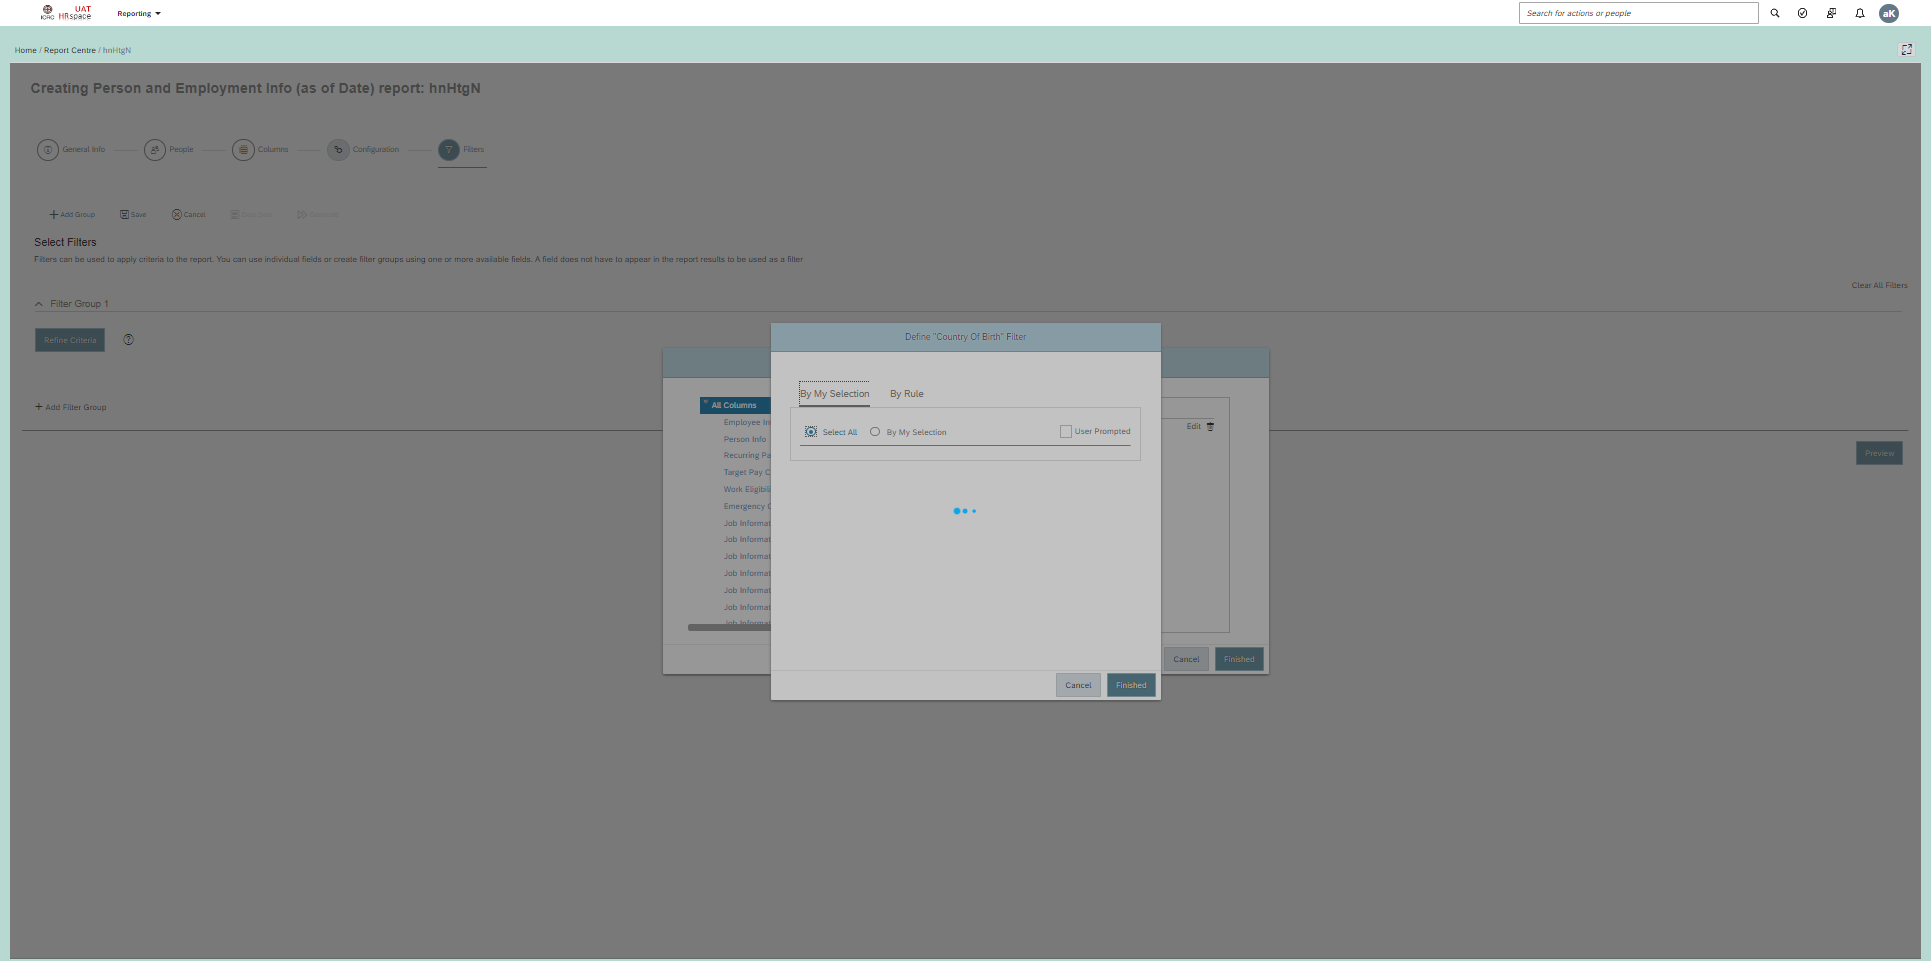 ICRC
UAT
HRspace
Reporting
Search for actions or people
aK
Home / Report Centre / hnHtgN
Creating Person and Employment Info (as of Date) report: hnHtgN
General Info
People
Columns
Configuration
Filters
Add Group
Save
Cancel
Select Filters
Filters can be used to apply criteria to the report. You can use individual fields or create filter groups using one or more available fields. A field does not have to appear in the report results to be used as a filter
Clear All Filters
Filter Group 1
Refine Criteria
Add Filter Group
Define "Country Of Birth" Filter
By My Selection
By Rule
Select All
By My Selection
User Prompted
All Columns
Employee In
Person Info
Recurring Pa
Target Pay C
Work Eligibil
Emergency C
Job Informat
Job Informat
Job Informat
Job Informat
Job Informat
Job Informat
Job Informat
Edit
Preview
Cancel
Finished
Cancel
Finished